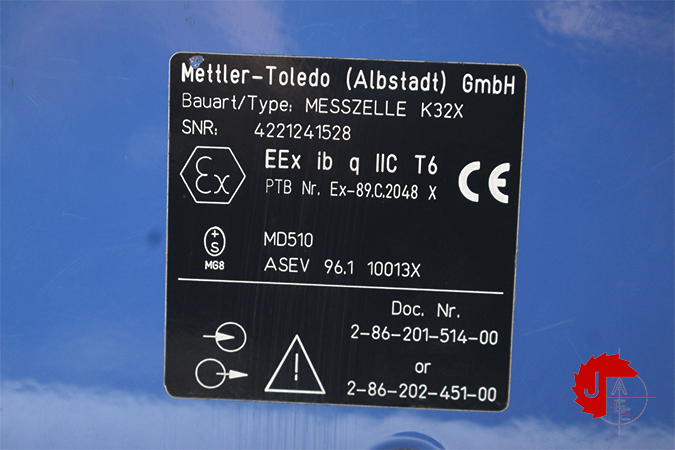 Mettler-Toledo (Albstadt) GmbH
Bauart/Type: MESSZELLE K32X
SNR: 4221241528
Ex
EEx ib q IIC T6
CE
PTB Nr. Ex-89.C.2048 X
+S
MG8
MD510
ASEV 96.1 10013X
Doc. Nr.
2-86-201-514-00
or
2-86-202-451-00
!
J